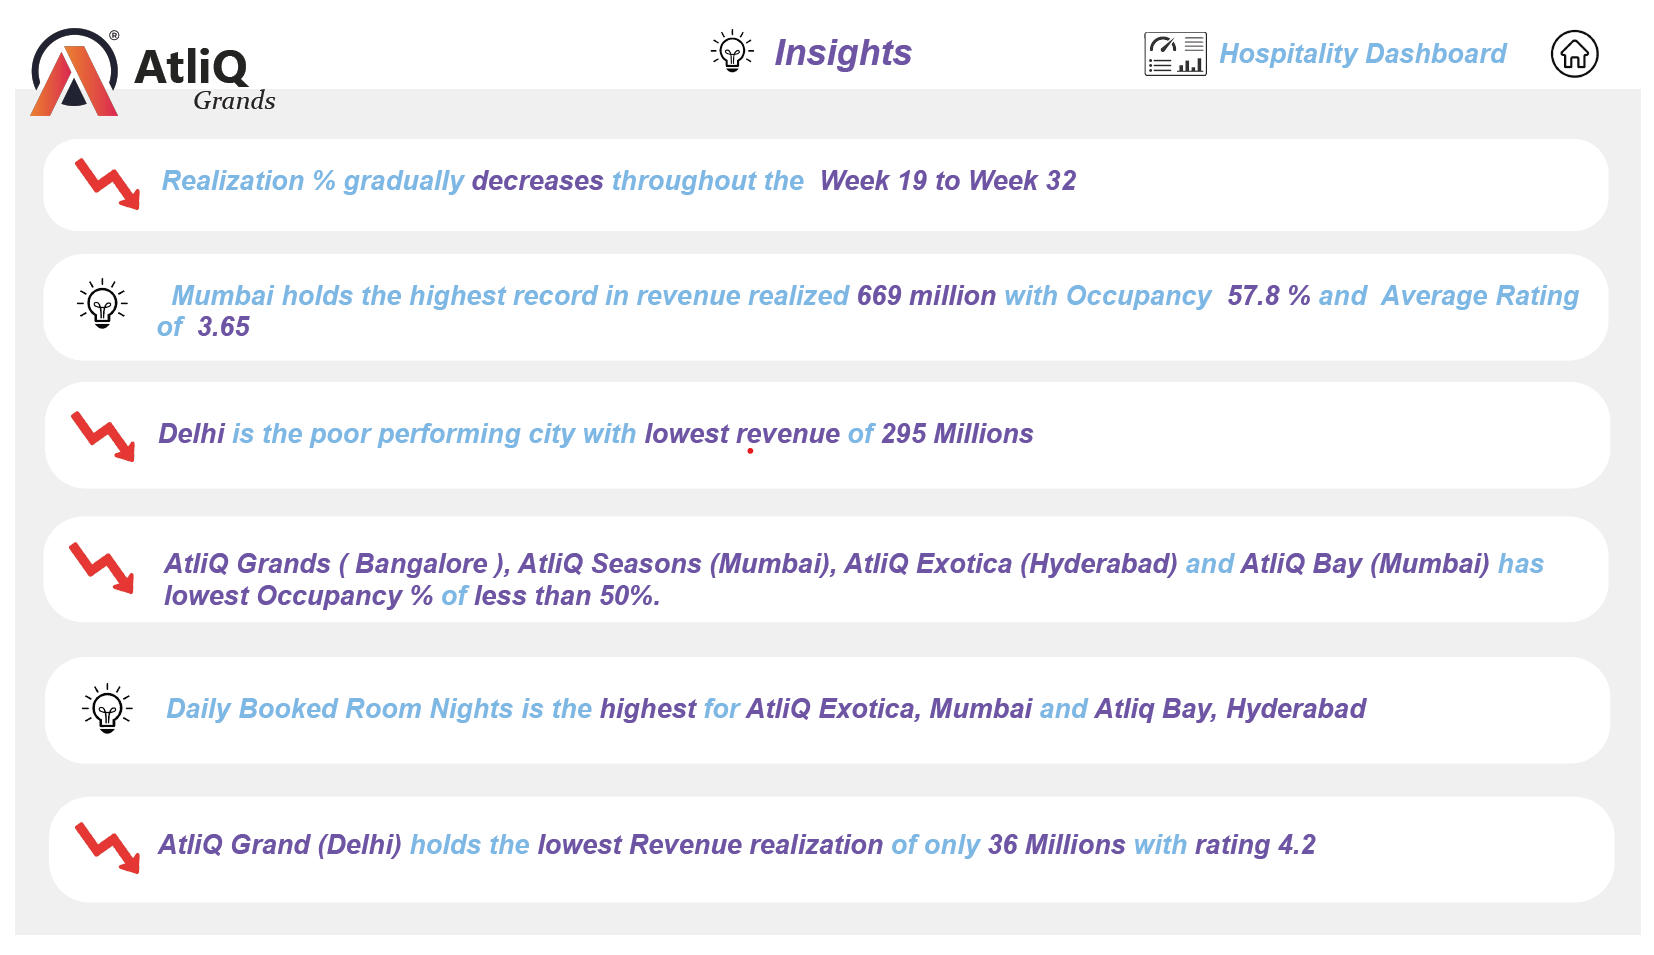 AtliQ ®
Grands
Insights
Hospitality Dashboard
Realization % gradually decreases throughout the  Week 19 to Week 32
Mumbai holds the highest record in revenue realized 669 million with Occupancy  57.8 % and  Average Rating
of  3.65
Delhi is the poor performing city with lowest revenue of 295 Millions
AtliQ Grands ( Bangalore ), AtliQ Seasons (Mumbai), AtliQ Exotica (Hyderabad) and AtliQ Bay (Mumbai) has
lowest Occupancy % of less than 50%.
Daily Booked Room Nights is the highest for AtliQ Exotica, Mumbai and Atliq Bay, Hyderabad
AtliQ Grand (Delhi) holds the lowest Revenue realization of only 36 Millions with rating 4.2